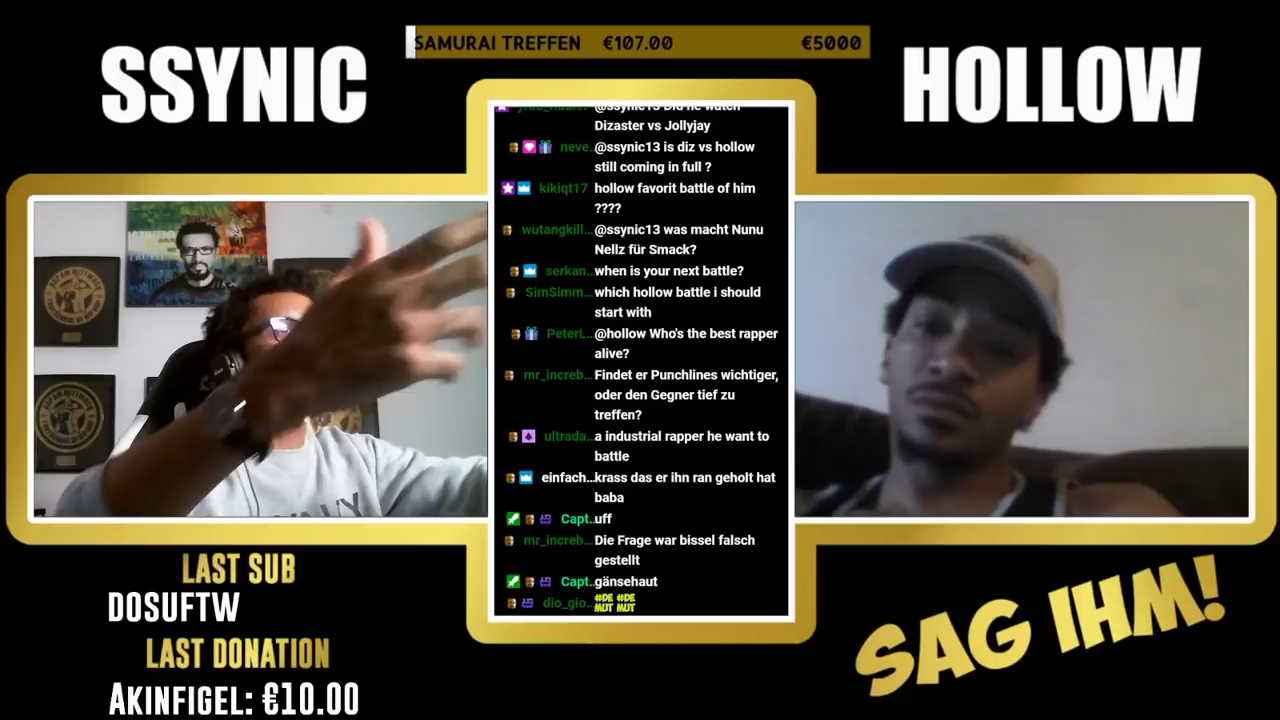 SAMURAI TREFFEN €107.00 €5000
SSYNIC
HOLLOW
@ssynic13 Did he watch
Dizaster vs Jollyjay
neve.. @ssynic13 is diz vs hollow
still coming in full ?
kikiqt17 hollow favorit battle of him
????
wutangkill... @ssynic13 was macht Nunu
Nellz für Smack?
serkan.. when is your next battle?
SimSimm... which hollow battle i should
start with
PeterL... @hollow Who's the best rapper
alive?
mr_increb... Findet er Punchlines wichtiger,
oder den Gegner tief zu
treffen?
ultrada... a industrial rapper he want to
battle
einfach... krass das er ihn ran geholt hat
baba
Capt.. uff
mr_increb... Die Frage war bissel falsch
gestellt
Capt.. gänsehaut
dio_gio.. #DE #DE
MUT MUT
LAST SUB
DOSUFTW
LAST DONATION
AKINFIGEL: €10.00
SAG IHM!